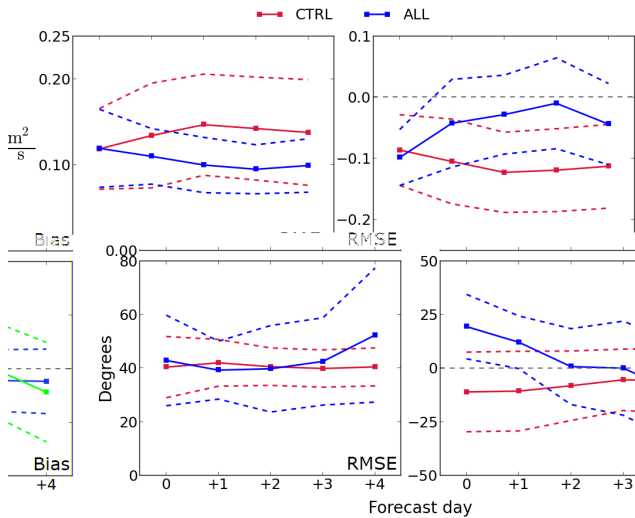 CTRL ALL
0.25 0.1
0.20
0.0
m² 
s
0.10 −0.1
−0.2
Bias RMSE
0.00
80 50
60 25
Degrees
40 0
20 −25
Bias RMSE
0 −50
+4 0 +1 +2 +3 +4 0 +1 +2 +3
Forecast day